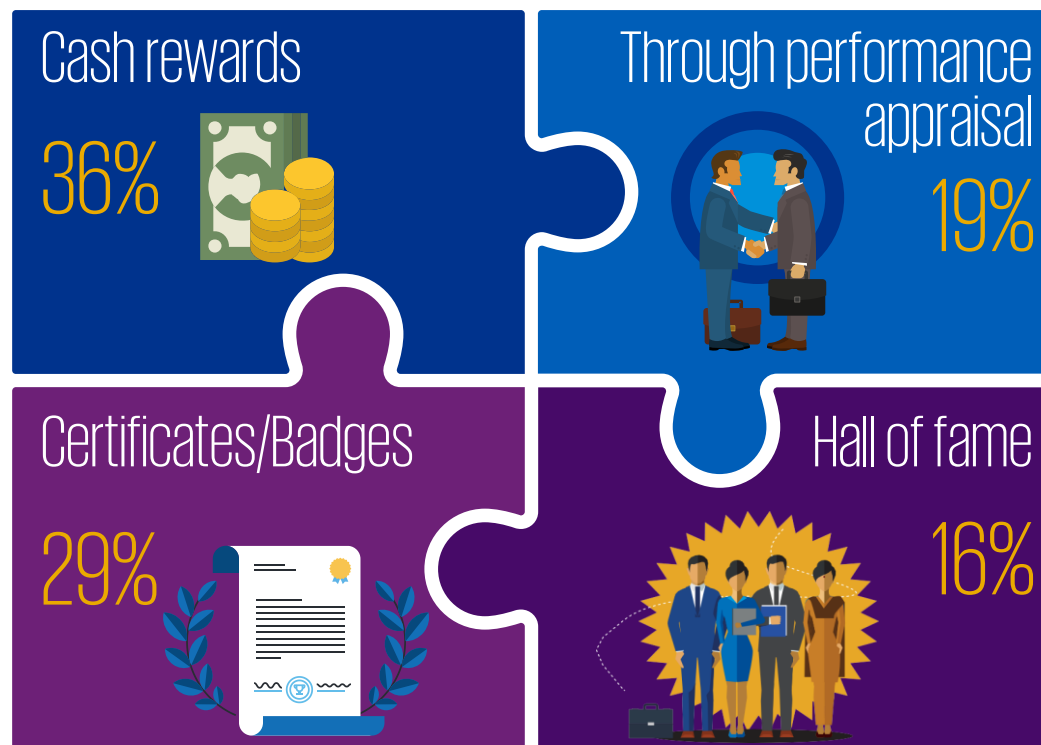 Cash rewards
36%
Through performance
appraisal
19%
Certificates/Badges
29%
Hall of fame
16%